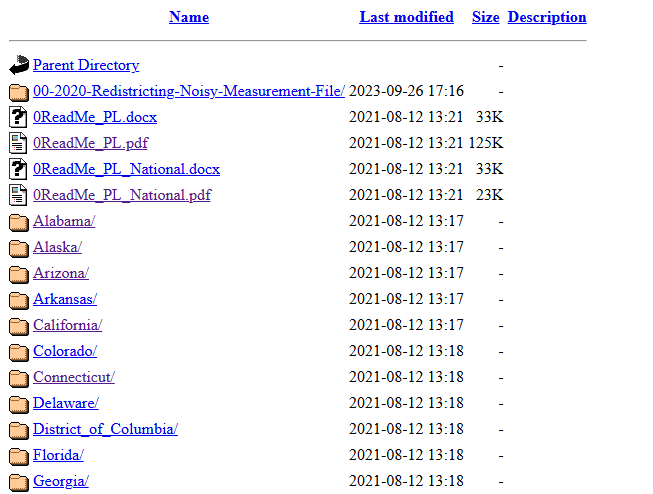 Name Last modified Size Description
Parent Directory -
00-2020-Redistricting-Noisy-Measurement-File/ 2023-09-26 17:16 -
0ReadMe_PL.docx 2021-08-12 13:21 33K
0ReadMe_PL.pdf 2021-08-12 13:21 125K
0ReadMe_PL_National.docx 2021-08-12 13:21 33K
0ReadMe_PL_National.pdf 2021-08-12 13:21 23K
Alabama/ 2021-08-12 13:17 -
Alaska/ 2021-08-12 13:17 -
Arizona/ 2021-08-12 13:17 -
Arkansas/ 2021-08-12 13:17 -
California/ 2021-08-12 13:17 -
Colorado/ 2021-08-12 13:18 -
Connecticut/ 2021-08-12 13:18 -
Delaware/ 2021-08-12 13:18 -
District_of_Columbia/ 2021-08-12 13:18 -
Florida/ 2021-08-12 13:18 -
Georgia/ 2021-08-12 13:18 -